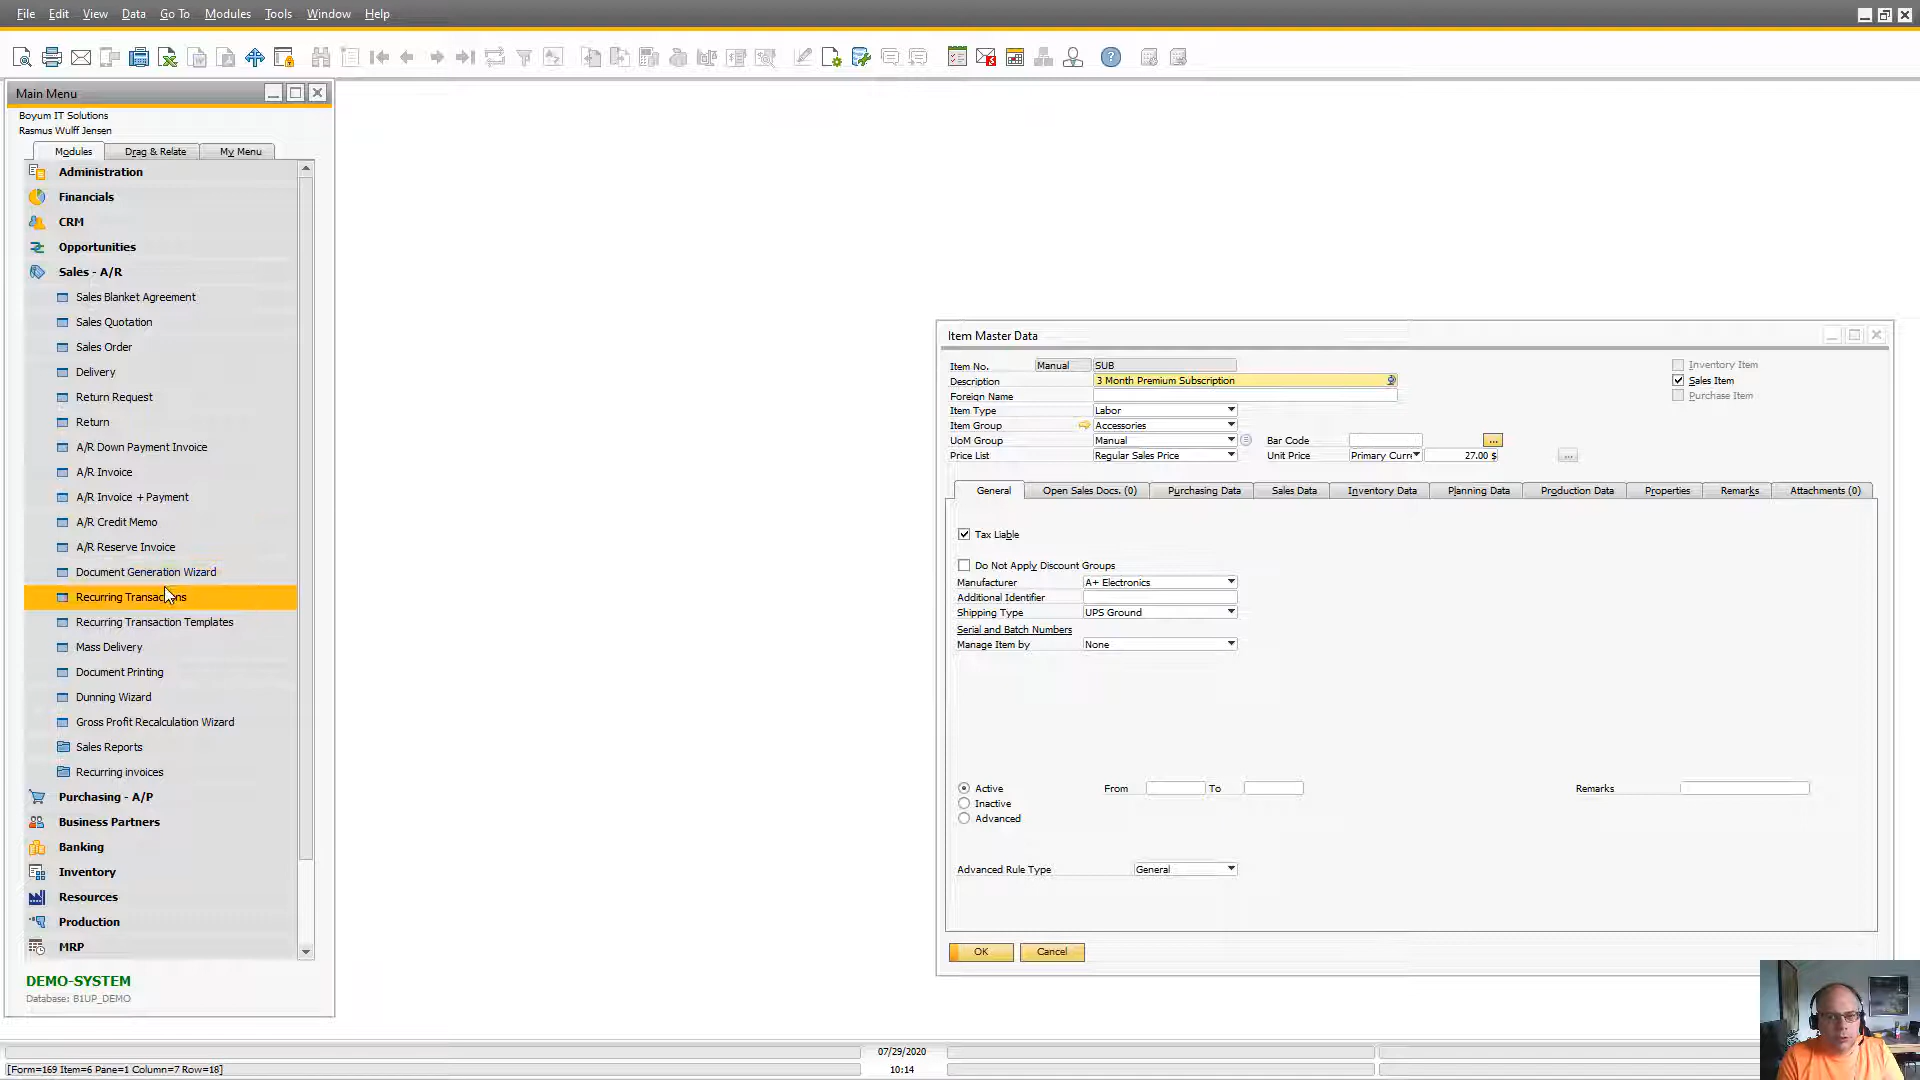 File Edit View Data Go To Modules Tools Window Help
Main Menu
Boyum IT Solutions
Rasmus Wulff Jensen
Modules Drag & Relate My Menu
Administration
Financials
CRM
Opportunities
Sales - A/R
Sales Blanket Agreement
Sales Quotation
Sales Order
Delivery
Return Request
Return
A/R Down Payment Invoice
A/R Invoice
A/R Invoice + Payment
A/R Credit Memo
A/R Reserve Invoice
Document Generation Wizard
Recurring Transactions
Recurring Transaction Templates
Mass Delivery
Document Printing
Dunning Wizard
Gross Profit Recalculation Wizard
Sales Reports
Recurring invoices
Purchasing - A/P
Business Partners
Banking
Inventory
Resources
Production
MRP
DEMO-SYSTEM
Database: B1UP_DEMO
Item Master Data
Item No. Manual SUB
Inventory Item
Description 3 Month Premium Subscription
Sales Item
Foreign Name
Purchase Item
Item Type Labor
Item Group Accessories
UoM Group Manual Bar Code ...
Price List Regular Sales Price Unit Price Primary Curr 27.00 $ ...
General Open Sales Docs. (0) Purchasing Data Sales Data Inventory Data Planning Data Production Data Properties Remarks Attachments (0)
Tax Liable
Do Not Apply Discount Groups
Manufacturer A+ Electronics
Additional Identifier
Shipping Type UPS Ground
Serial and Batch Numbers
Manage Item by None
Active From To Remarks
Inactive
Advanced
Advanced Rule Type General
OK Cancel
07/29/2020
[Form=169 Item=6 Pane=1 Column=7 Row=18] 10:14